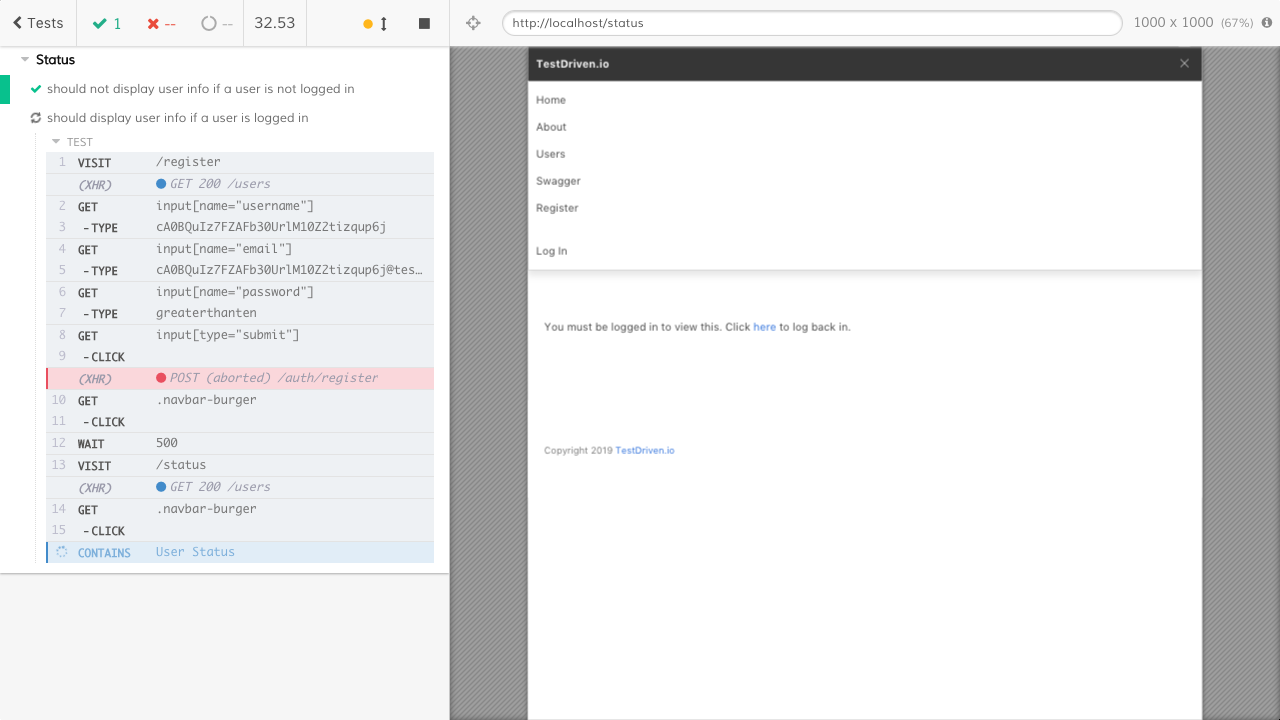 Tests 1 -- -- 32.53
http://localhost/status 1000 x 1000 (67%)
Status
should not display user info if a user is not logged in
should display user info if a user is logged in
TEST
1 VISIT /register
(XHR) GET 200 /users
2 GET input[name="username"]
3 -TYPE cA0BQuIz7FZAFb30UrlM10Z2tizqup6j
4 GET input[name="email"]
5 -TYPE cA0BQuIz7FZAFb30UrlM10Z2tizqup6j@tes…
6 GET input[name="password"]
7 -TYPE greaterthanten
8 GET input[type="submit"]
9 -CLICK
(XHR) POST (aborted) /auth/register
10 GET .navbar-burger
11 -CLICK
12 WAIT 500
13 VISIT /status
(XHR) GET 200 /users
14 GET .navbar-burger
15 -CLICK
CONTAINS User Status
TestDriven.io
Home
About
Users
Swagger
Register
Log In
You must be logged in to view this. Click here to log back in.
Copyright 2019 TestDriven.io